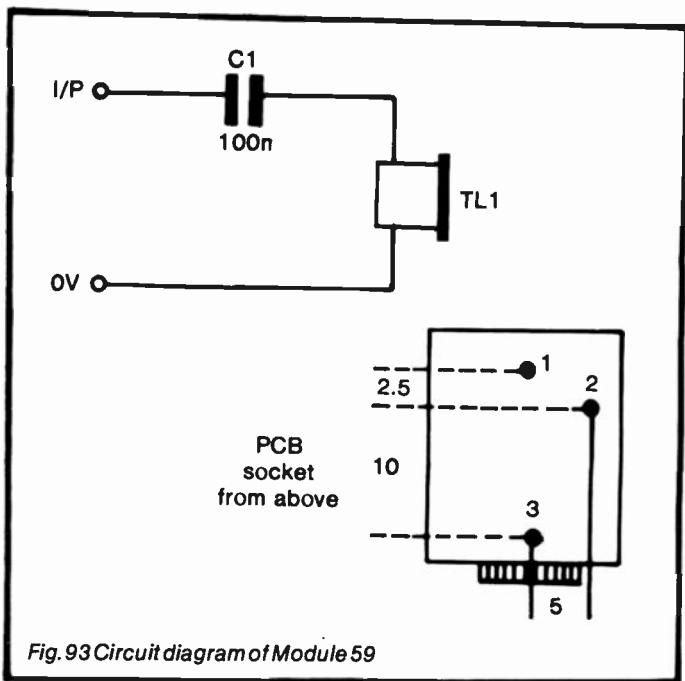 C1
I/P
100n
TL1
0V
1
2.5
2
PCB
socket
from above
10
3
5
Fig. 93 Circuit diagram of Module 59